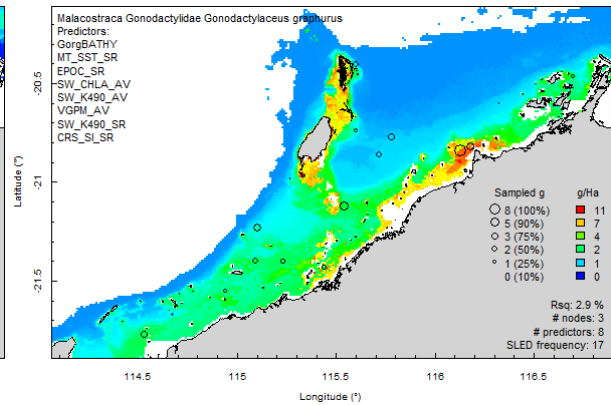 Malacostraca Gonodactylidae Gonodactylaceus graphurus
Predictors:
GorgBATHY
MT_SST_SR
EPOC_SR
SW_CHLA_AV
SW_K490_AV
VGPM_AV
SW_K490_SR
CRS_SI_SR
Sampled g g/Ha
8 (100%) 11
5 (90%) 7
3 (75%) 4
2 (50%) 2
1 (25%) 1
0 (10%) 0
Rsq: 2.9 %
# nodes: 3
# predictors: 8
SLED frequency: 17
Latitude (°)
-20.5
-21
-21.5
114.5 115 115.5 116 116.5
Longitude (°)